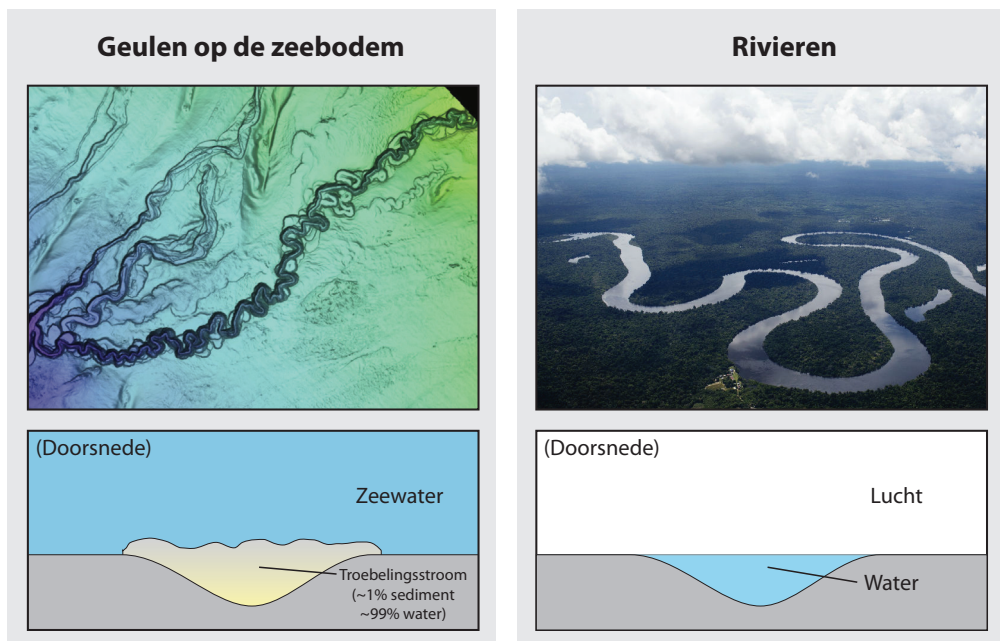 Geulen op de zeebodem
(Doorsnede)
Zeewater
Troebelingsstroom
(~1% sediment
~99% water)
Rivieren
(Doorsnede)
Lucht
Water